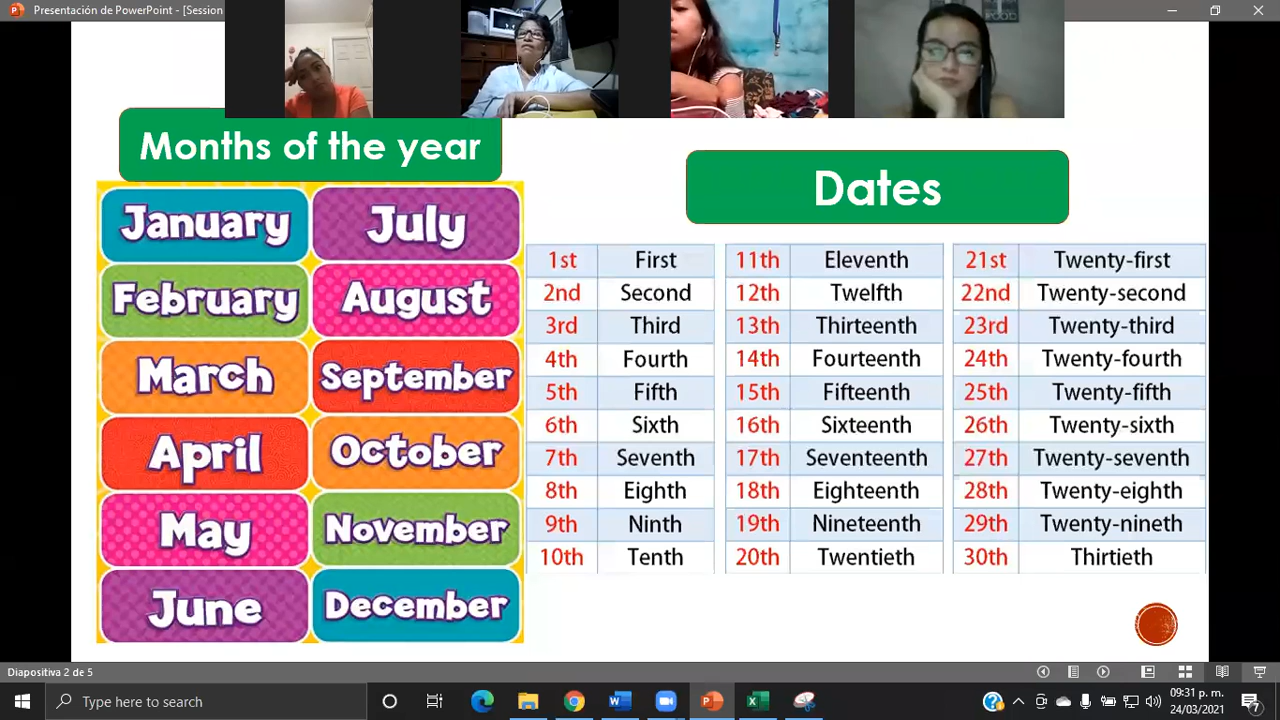 Presentación de PowerPoint - [Session
FOOD
Months of the year
Dates
January July
February August
March September
April October
May November
June December
1st First 11th Eleventh 21st Twenty-first
2nd Second 12th Twelfth 22nd Twenty-second
3rd Third 13th Thirteenth 23rd Twenty-third
4th Fourth 14th Fourteenth 24th Twenty-fourth
5th Fifth 15th Fifteenth 25th Twenty-fifth
6th Sixth 16th Sixteenth 26th Twenty-sixth
7th Seventh 17th Seventeenth 27th Twenty-seventh
8th Eighth 18th Eighteenth 28th Twenty-eighth
9th Ninth 19th Nineteenth 29th Twenty-nineth
10th Tenth 20th Twentieth 30th Thirtieth
Diapositiva 2 de 5
Type here to search
09:31 p. m.
24/03/2021
7